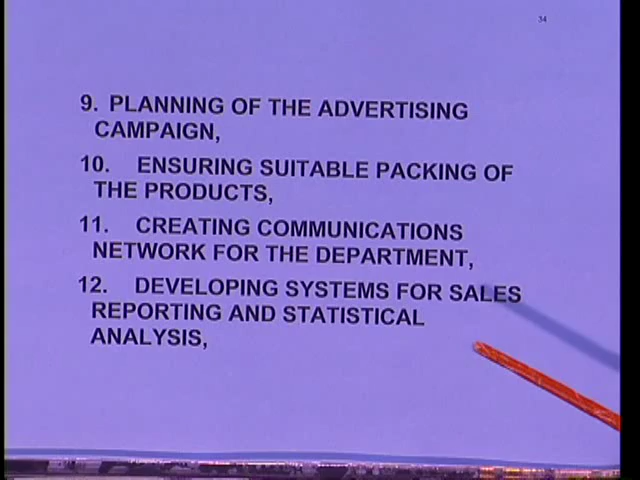 34
9. PLANNING OF THE ADVERTISING
CAMPAIGN,
10. ENSURING SUITABLE PACKING OF
THE PRODUCTS,
11. CREATING COMMUNICATIONS
NETWORK FOR THE DEPARTMENT,
12. DEVELOPING SYSTEMS FOR SALES
REPORTING AND STATISTICAL
ANALYSIS,